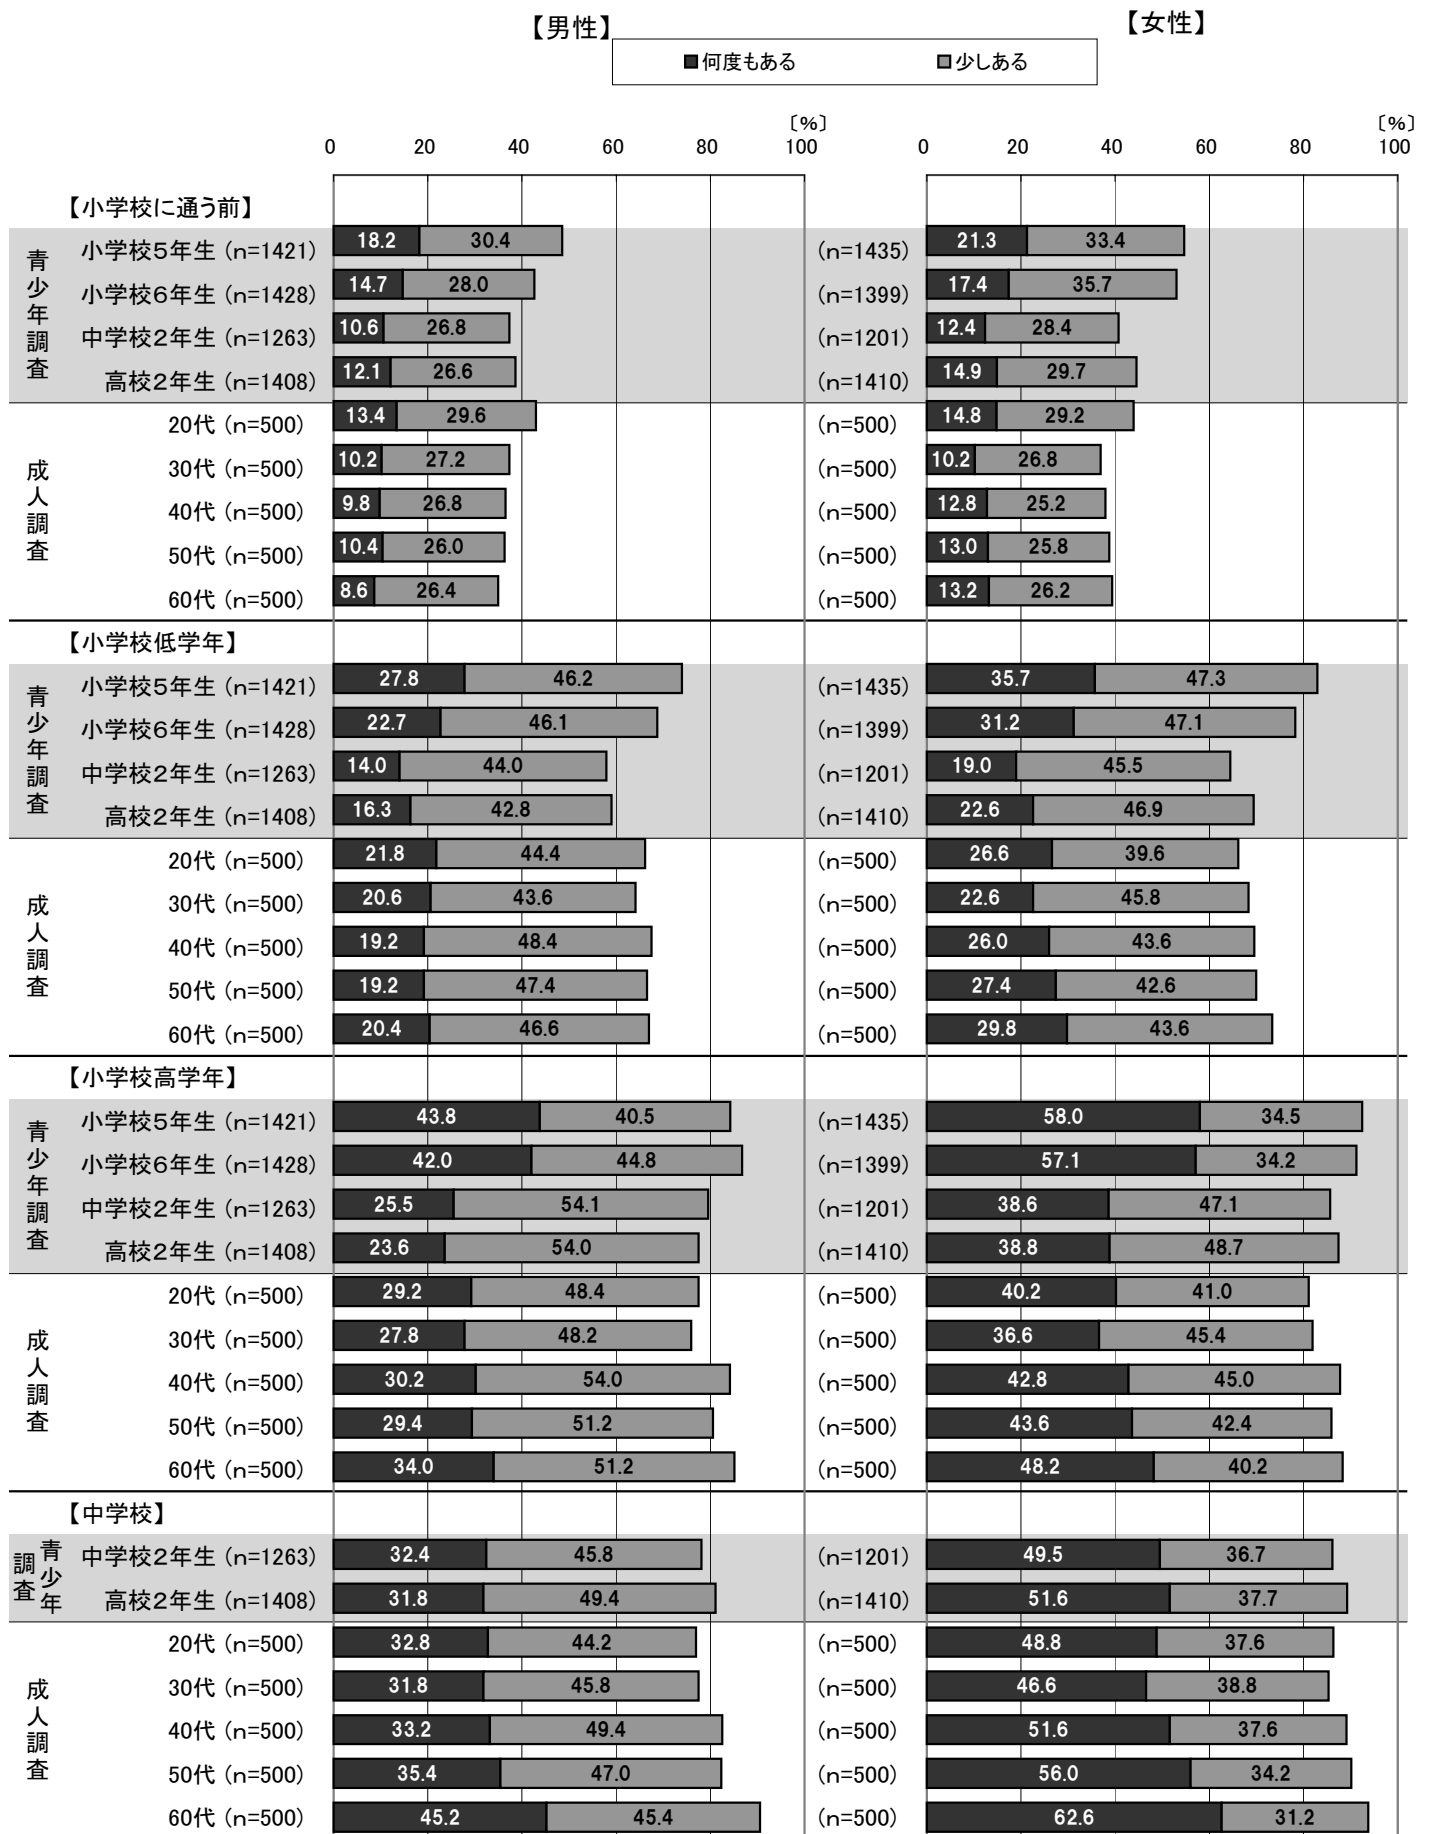 【男性】
【女性】
■何度もある ■少しある
〔%〕 〔%〕
0 20 40 60 80 100 0 20 40 60 80 100
【小学校に通う前】
青少年調査
小学校5年生 (n=1421) 18.2 30.4 (n=1435) 21.3 33.4
小学校6年生 (n=1428) 14.7 28.0 (n=1399) 17.4 35.7
中学校2年生 (n=1263) 10.6 26.8 (n=1201) 12.4 28.4
高校2年生 (n=1408) 12.1 26.6 (n=1410) 14.9 29.7
成人調査
20代 (n=500) 13.4 29.6 (n=500) 14.8 29.2
30代 (n=500) 10.2 27.2 (n=500) 10.2 26.8
40代 (n=500) 9.8 26.8 (n=500) 12.8 25.2
50代 (n=500) 10.4 26.0 (n=500) 13.0 25.8
60代 (n=500) 8.6 26.4 (n=500) 13.2 26.2
【小学校低学年】
青少年調査
小学校5年生 (n=1421) 27.8 46.2 (n=1435) 35.7 47.3
小学校6年生 (n=1428) 22.7 46.1 (n=1399) 31.2 47.1
中学校2年生 (n=1263) 14.0 44.0 (n=1201) 19.0 45.5
高校2年生 (n=1408) 16.3 42.8 (n=1410) 22.6 46.9
成人調査
20代 (n=500) 21.8 44.4 (n=500) 26.6 39.6
30代 (n=500) 20.6 43.6 (n=500) 22.6 45.8
40代 (n=500) 19.2 48.4 (n=500) 26.0 43.6
50代 (n=500) 19.2 47.4 (n=500) 27.4 42.6
60代 (n=500) 20.4 46.6 (n=500) 29.8 43.6
【小学校高学年】
青少年調査
小学校5年生 (n=1421) 43.8 40.5 (n=1435) 58.0 34.5
小学校6年生 (n=1428) 42.0 44.8 (n=1399) 57.1 34.2
中学校2年生 (n=1263) 25.5 54.1 (n=1201) 38.6 47.1
高校2年生 (n=1408) 23.6 54.0 (n=1410) 38.8 48.7
成人調査
20代 (n=500) 29.2 48.4 (n=500) 40.2 41.0
30代 (n=500) 27.8 48.2 (n=500) 36.6 45.4
40代 (n=500) 30.2 54.0 (n=500) 42.8 45.0
50代 (n=500) 29.4 51.2 (n=500) 43.6 42.4
60代 (n=500) 34.0 51.2 (n=500) 48.2 40.2
【中学校】
青少年調査
中学校2年生 (n=1263) 32.4 45.8 (n=1201) 49.5 36.7
高校2年生 (n=1408) 31.8 49.4 (n=1410) 51.6 37.7
成人調査
20代 (n=500) 32.8 44.2 (n=500) 48.8 37.6
30代 (n=500) 31.8 45.8 (n=500) 46.6 38.8
40代 (n=500) 33.2 49.4 (n=500) 51.6 37.6
50代 (n=500) 35.4 47.0 (n=500) 56.0 34.2
60代 (n=500) 45.2 45.4 (n=500) 62.6 31.2